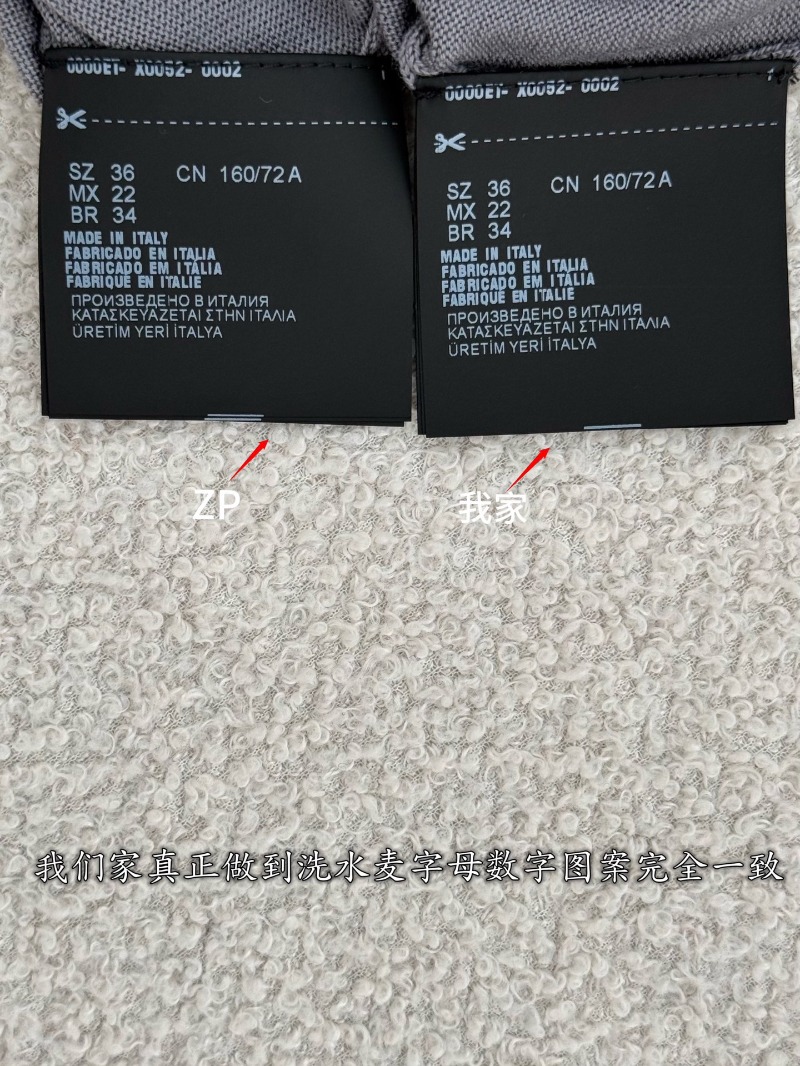 0000E1- X0052- 0002
SZ 36 CN 160/72A
MX 22
BR 34
MADE IN ITALY
FABRICADO EN ITALIA
FABRICADO EM ITÁLIA
FABRIQUÉ EN ITALIE
ПРОИЗВЕДЕНО В ИТАЛИЯ
ΚΑΤΑΣΚΕΥΑΖΕΤΑΙ ΣΤΗΝ ΙΤΑΛΙΑ
ÜRETİM YERİ İTALYA
0000E1- X0052- 0002
SZ 36 CN 160/72A
MX 22
BR 34
MADE IN ITALY
FABRICADO EN ITALIA
FABRICADO EM ITÁLIA
FABRIQUÉ EN ITALIE
ПРОИЗВЕДЕНО В ИТАЛИЯ
ΚΑΤΑΣΚΕΥΑΖΕΤΑΙ ΣΤΗΝ ΙΤΑΛΙΑ
ÜRETİM YERİ İTALYA
ZP
我家
我们家真正做到洗水麦字母数字图案完全一致